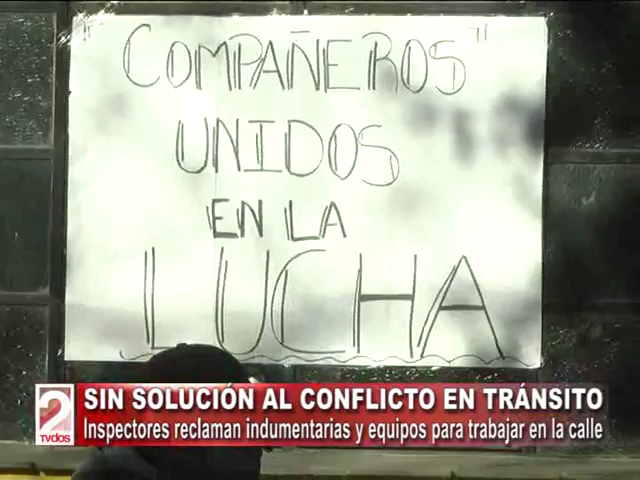 "COMPAÑEROS"
UNIDOS
EN LA
LUCHA
2
TVdos
SIN SOLUCIÓN AL CONFLICTO EN TRÁNSITO
Inspectores reclaman indumentarias y equipos para trabajar en la calle